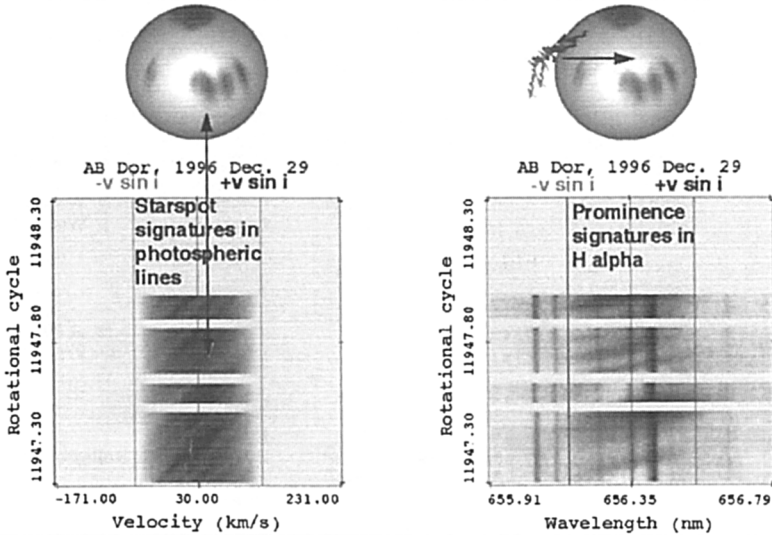 AB Dor, 1996 Dec. 29
-v sin i +v sin i
Starspot
signatures in
photospheric
lines
Rotational cycle
11948.30
11947.80
11947.30
-171.00 30.00 231.00
Velocity (km/s)
AB Dor, 1996 Dec. 29
-v sin i +v sin i
Prominence
signatures in
H alpha
Rotational cycle
11948.30
11947.80
11947.30
655.91 656.35 656.79
Wavelength (nm)